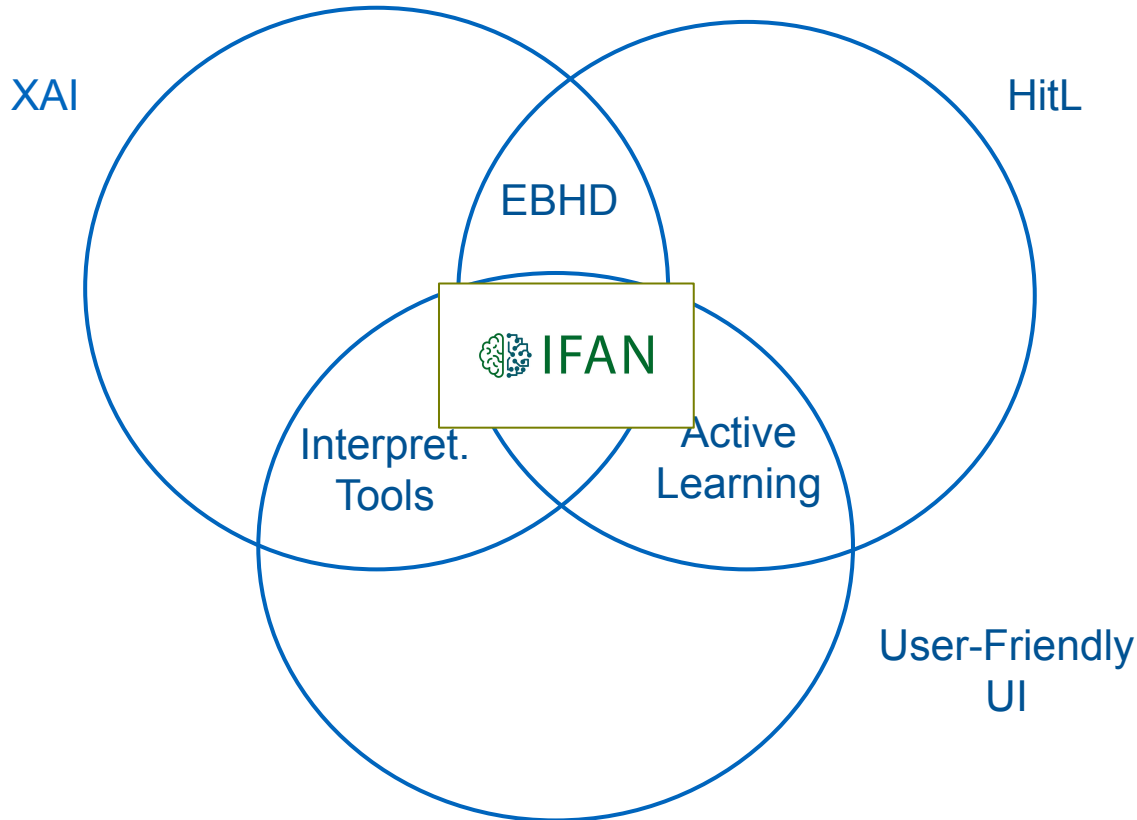 XAI
HitL
EBHD
IFAN
Interpret.
Tools
Active
Learning
User-Friendly
UI